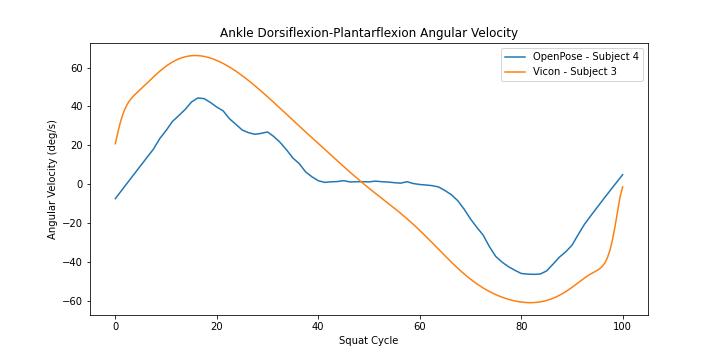 Ankle Dorsiflexion-Plantarflexion Angular Velocity
OpenPose - Subject 4
Vicon - Subject 3
Angular Velocity (deg/s)
60
40
20
0
−20
−40
−60
0 20 40 60 80 100
Squat Cycle